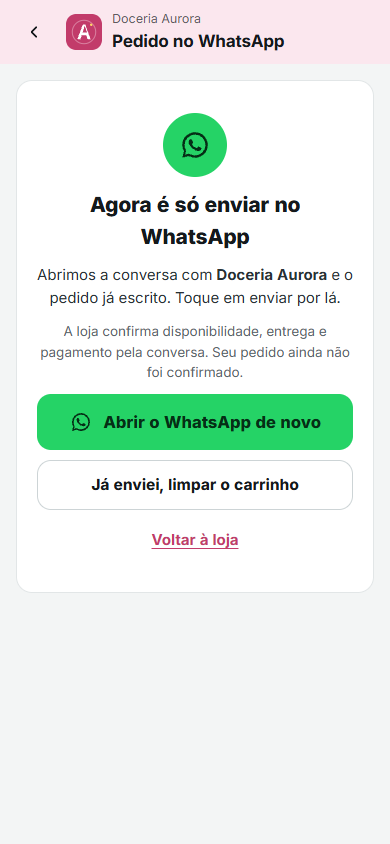 Doceria Aurora
A
Pedido no WhatsApp
Agora é só enviar no
WhatsApp
Abrimos a conversa com Doceria Aurora e o
pedido já escrito. Toque em enviar por lá.
A loja confirma disponibilidade, entrega e
pagamento pela conversa. Seu pedido ainda não
foi confirmado.
Abrir o WhatsApp de novo
Já enviei, limpar o carrinho
Voltar à loja